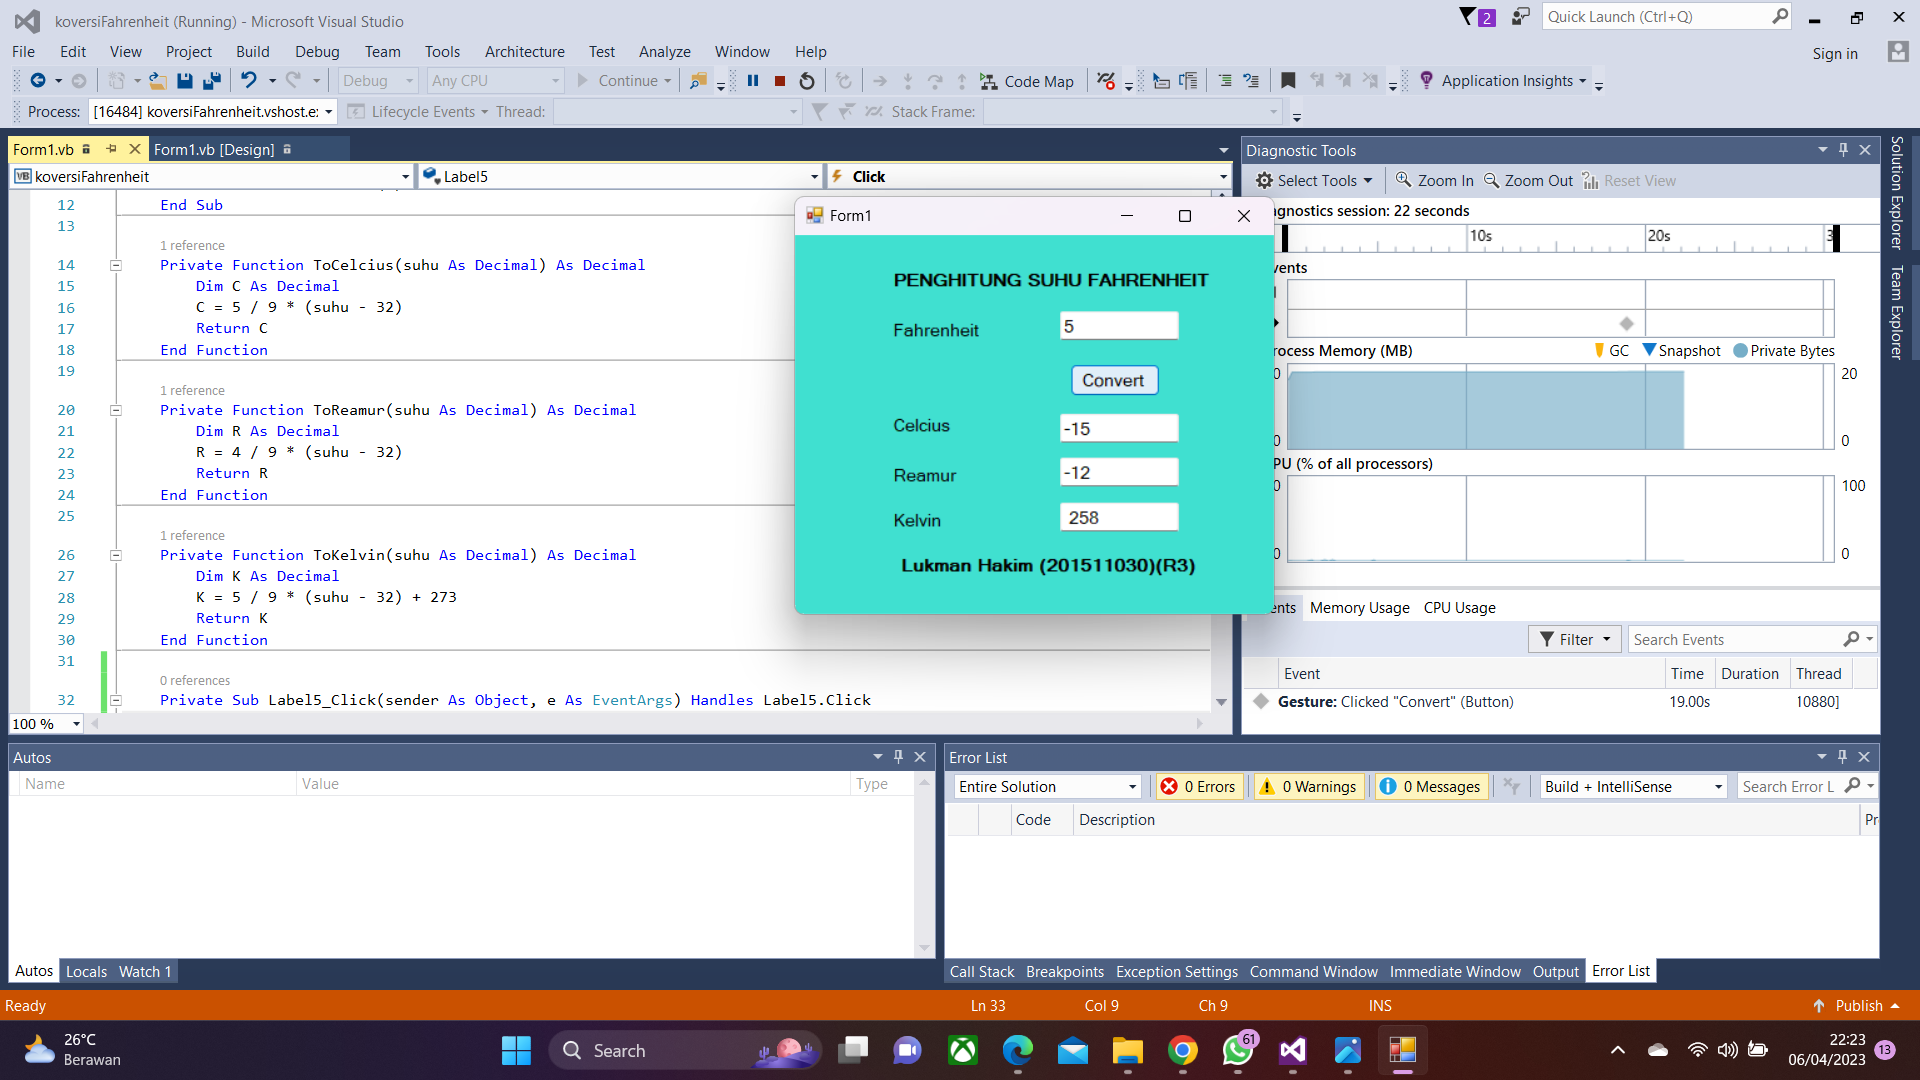 koversiFahrenheit (Running) - Microsoft Visual Studio
2
Quick Launch (Ctrl+Q)
File Edit View Project Build Debug Team Tools Architecture Test Analyze Window Help
Sign in
Debug Any CPU Continue Code Map Application Insights
Process: [16484] koversiFahrenheit.vshost.e: Lifecycle Events Thread: Stack Frame:
Form1.vb Form1.vb [Design]
koversiFahrenheit Label5 Click
12 End Sub
13
1 reference
14 Private Function ToCelcius(suhu As Decimal) As Decimal
15 Dim C As Decimal
16 C = 5 / 9 * (suhu - 32)
17 Return C
18 End Function
19
1 reference
20 Private Function ToReamur(suhu As Decimal) As Decimal
21 Dim R As Decimal
22 R = 4 / 9 * (suhu - 32)
23 Return R
24 End Function
25
1 reference
26 Private Function ToKelvin(suhu As Decimal) As Decimal
27 Dim K As Decimal
28 K = 5 / 9 * (suhu - 32) + 273
29 Return K
30 End Function
31
0 references
32 Private Sub Label5_Click(sender As Object, e As EventArgs) Handles Label5.Click
100 %
Form1
PENGHITUNG SUHU FAHRENHEIT
Fahrenheit 5
Convert
Celcius -15
Reamur -12
Kelvin 258
Lukman Hakim (201511030)(R3)
Diagnostic Tools
Select Tools Zoom In Zoom Out Reset View
agnostics session: 22 seconds
10s 20s 3
vents
rocess Memory (MB) GC Snapshot Private Bytes
0 20
0 0
PU (% of all processors)
0 100
0 0
ents Memory Usage CPU Usage
Filter Search Events
Event Time Duration Thread
Gesture: Clicked "Convert" (Button) 19.00s 10880]
Solution Explorer
Team Explorer
Autos
Name Value Type
Autos Locals Watch 1
Error List
Entire Solution 0 Errors 0 Warnings 0 Messages Build + IntelliSense Search Error L
Code Description Pr
Call Stack Breakpoints Exception Settings Command Window Immediate Window Output Error List
Ready Ln 33 Col 9 Ch 9 INS Publish
26°C
Berawan
Search
61
22:23
06/04/2023
13